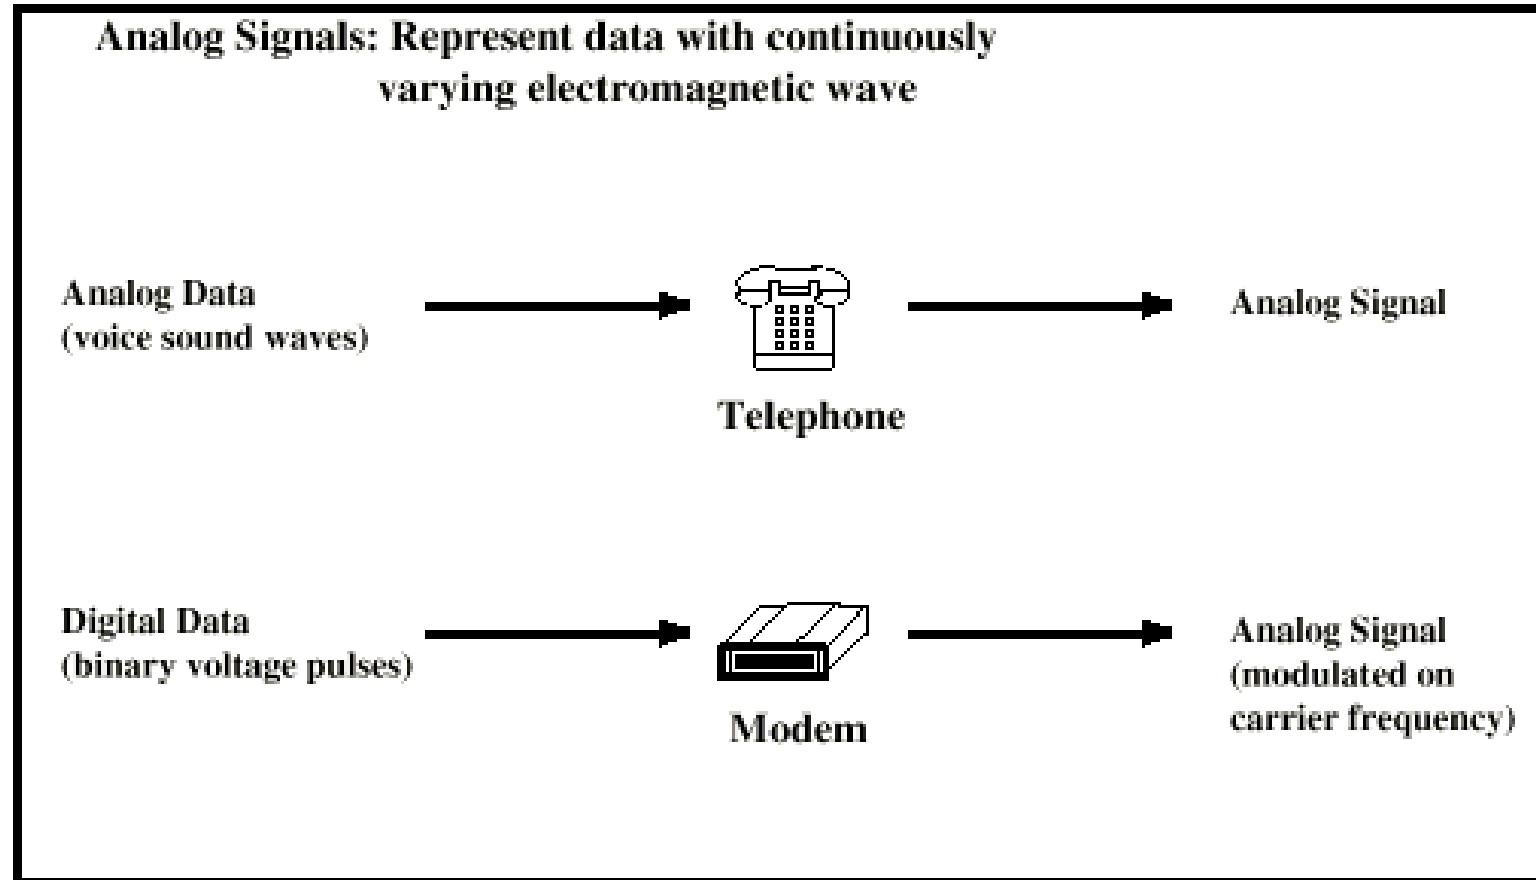 Analog Signals: Represent data with continuously
varying electromagnetic wave
Analog Data
(voice sound waves)
Telephone
Analog Signal
Digital Data
(binary voltage pulses)
Modem
Analog Signal
(modulated on
carrier frequency)